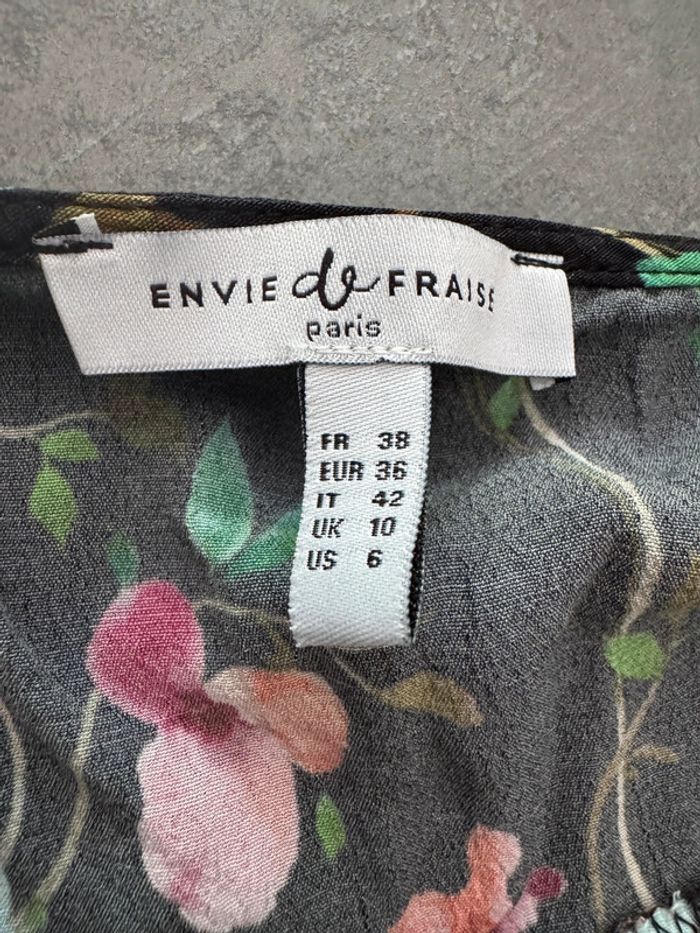 ENVIE de FRAISE
paris
FR 38
EUR 36
IT 42
UK 10
US 6